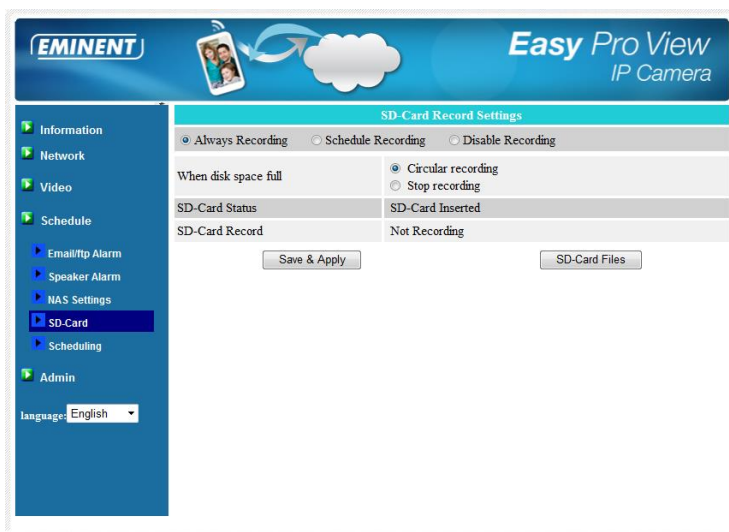 EMINENT
Easy Pro View
IP Camera
Information
Network
Video
Schedule
Email/ftp Alarm
Speaker Alarm
NAS Settings
SD-Card
Scheduling
Admin
language: English
SD-Card Record Settings
Always Recording Schedule Recording Disable Recording
When disk space full
Circular recording
Stop recording
SD-Card Status SD-Card Inserted
SD-Card Record Not Recording
Save & Apply SD-Card Files